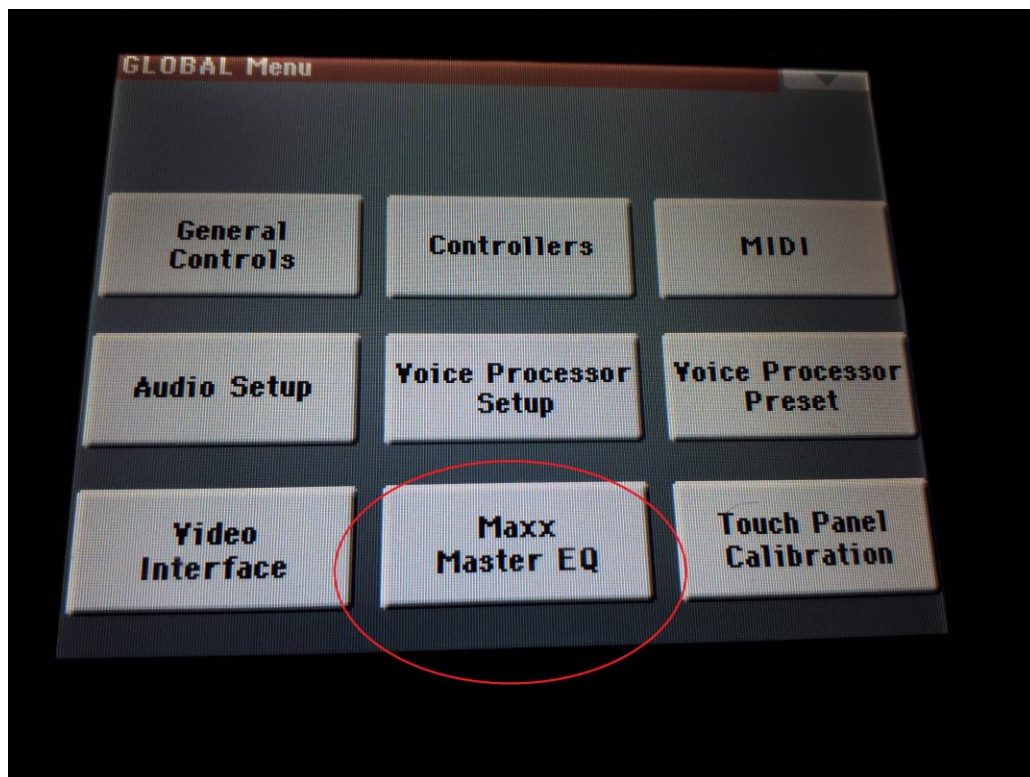 GLOBAL Menu
General
Controls
Controllers
MIDI
Audio Setup
Voice Processor
Setup
Voice Processor
Preset
Video
Interface
Maxx
Master EQ
Touch Panel
Calibration